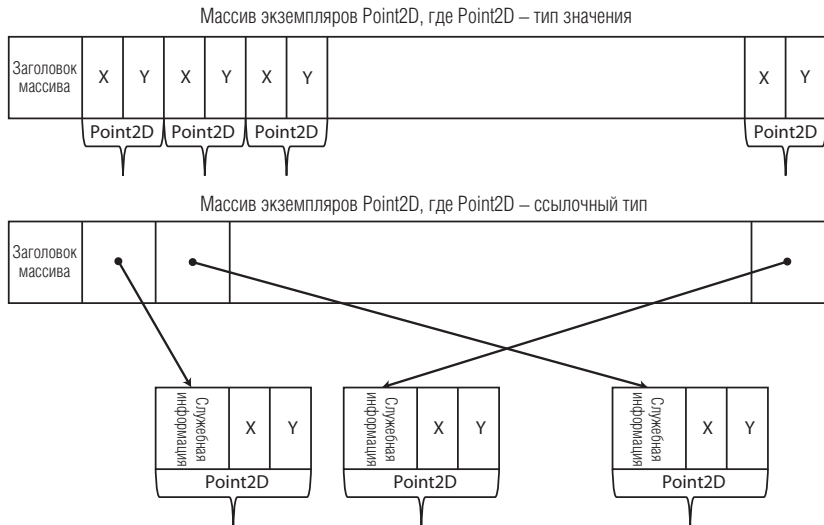 Массив экземпляров Point2D, где Point2D – тип значения
Заголовок
массива
X Y X Y X Y X Y
Point2D Point2D Point2D Point2D
Массив экземпляров Point2D, где Point2D – ссылочный тип
Заголовок
массива
Служебная
информация
X Y
Служебная
информация
X Y
Служебная
информация
X Y
Point2D Point2D Point2D